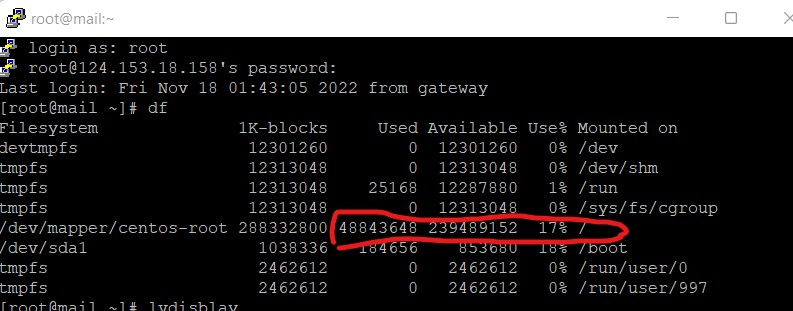 root@mail:~
login as: root
root@124.153.18.158's password:
Last login: Fri Nov 18 01:43:05 2022 from gateway
[root@mail ~]# df
Filesystem 1K-blocks Used Available Use% Mounted on
devtmpfs 12301260 0 12301260 0% /dev
tmpfs 12313048 0 12313048 0% /dev/shm
tmpfs 12313048 25168 12287880 1% /run
tmpfs 12313048 0 12313048 0% /sys/fs/cgroup
/dev/mapper/centos-root 288332800 48843648 239489152 17% /
/dev/sda1 1038336 184656 853680 18% /boot
tmpfs 2462612 0 2462612 0% /run/user/0
tmpfs 2462612 0 2462612 0% /run/user/997
[root@mail ~]# lvdisplay